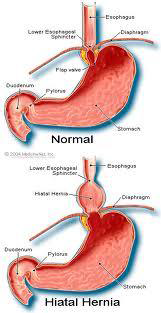 Esophagus
Lower Esophageal
Sphincter
Diaphragm
Flap valve
Duodenum
Pylorus
Stomach
Normal
Esophagus
Lower Esophageal
Sphincter
Hiatal Hernia
Diaphragm
Duodenum
Pylorus
Stomach
Hiatal Hernia